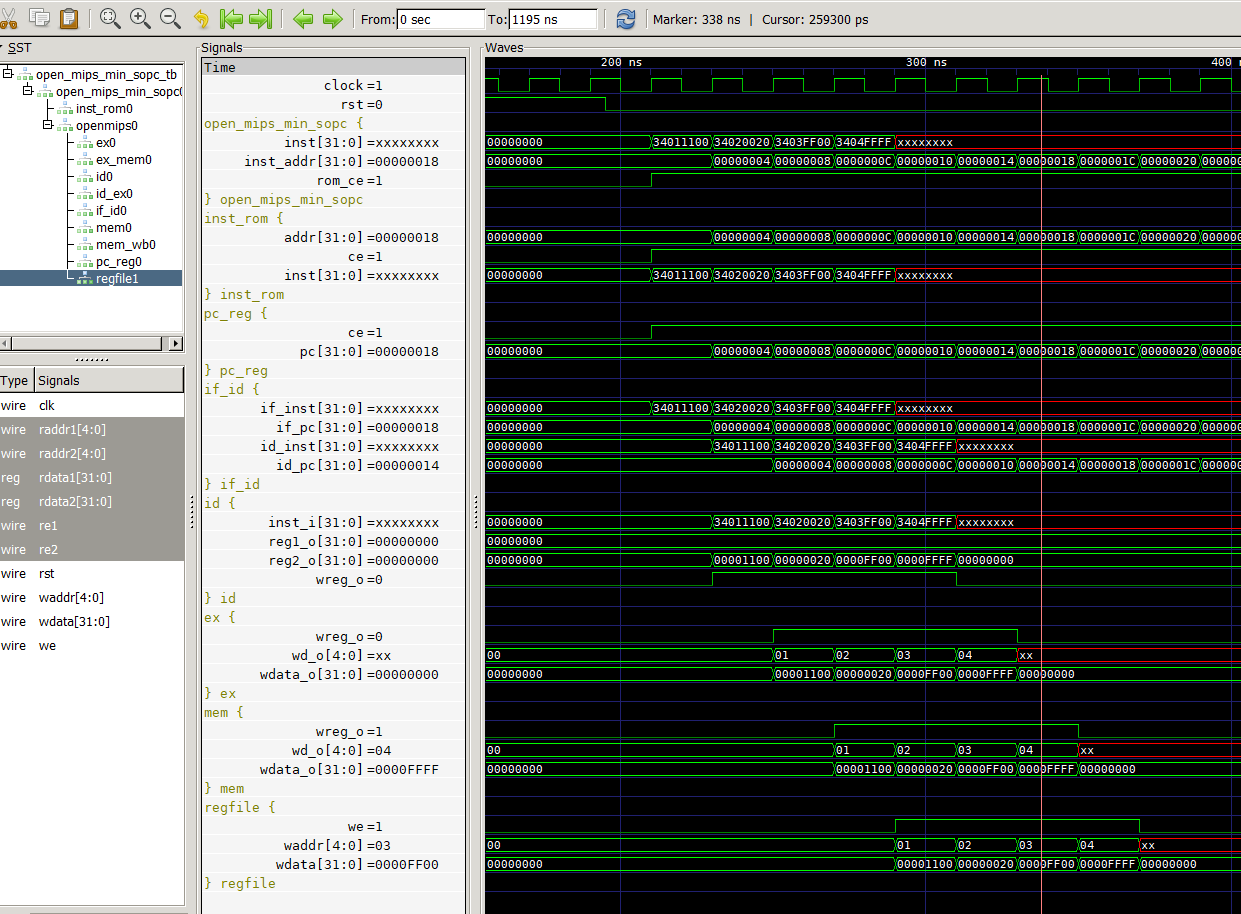 From: 0 sec To: 1195 ns Marker: 338 ns | Cursor: 259300 ps
SST
open_mips_min_sopc_tb
open_mips_min_sopc
inst_rom0
openmips0
ex0
ex_mem0
id0
id_ex0
if_id0
mem0
mem_wb0
pc_reg0
regfile1
Type Signals
wire clk
wire raddr1[4:0]
wire raddr2[4:0]
reg rdata1[31:0]
reg rdata2[31:0]
wire re1
wire re2
wire rst
wire waddr[4:0]
wire wdata[31:0]
wire we
Signals
Time
clock=1
rst=0
open_mips_min_sopc {
inst[31:0]=xxxxxxxx
inst_addr[31:0]=00000018
rom_ce=1
} open_mips_min_sopc
inst_rom {
addr[31:0]=00000018
ce=1
inst[31:0]=xxxxxxxx
} inst_rom
pc_reg {
ce=1
pc[31:0]=00000018
} pc_reg
if_id {
if_inst[31:0]=xxxxxxxx
if_pc[31:0]=00000018
id_inst[31:0]=xxxxxxxx
id_pc[31:0]=00000014
} if_id
id {
inst_i[31:0]=xxxxxxxx
reg1_o[31:0]=00000000
reg2_o[31:0]=00000000
wreg_o=0
} id
ex {
wreg_o=0
wd_o[4:0]=xx
wdata_o[31:0]=00000000
} ex
mem {
wreg_o=1
wd_o[4:0]=04
wdata_o[31:0]=0000FFFF
} mem
regfile {
we=1
waddr[4:0]=03
wdata[31:0]=0000FF00
} regfile
Waves
200 ns 300 ns 400
00000000 34011100 34020020 3403FF00 3404FFFF xxxxxxxx
00000000 00000004 00000008 0000000C 00000010 00000014 00000018 0000001C 00000020 000000
00000000 00000004 00000008 0000000C 00000010 00000014 00000018 0000001C 00000020 000000
00000000 34011100 34020020 3403FF00 3404FFFF xxxxxxxx
00000000 00000004 00000008 0000000C 00000010 00000014 00000018 0000001C 00000020 000000
00000000 34011100 34020020 3403FF00 3404FFFF xxxxxxxx
00000000 00000004 00000008 0000000C 00000010 00000014 00000018 0000001C 00000020 000000
00000000 34011100 34020020 3403FF00 3404FFFF xxxxxxxx
00000000 00000004 00000008 0000000C 00000010 00000014 00000018 0000001C 000000
00000000 34011100 34020020 3403FF00 3404FFFF xxxxxxxx
00000000
00000000 00001100 00000020 0000FF00 0000FFFF 00000000
00 01 02 03 04 xx
00000000 00001100 00000020 0000FF00 0000FFFF 00000000
00 01 02 03 04 xx
00000000 00001100 00000020 0000FF00 0000FFFF 00000000
00 01 02 03 04 xx
00000000 00001100 00000020 0000FF00 0000FFFF 00000000